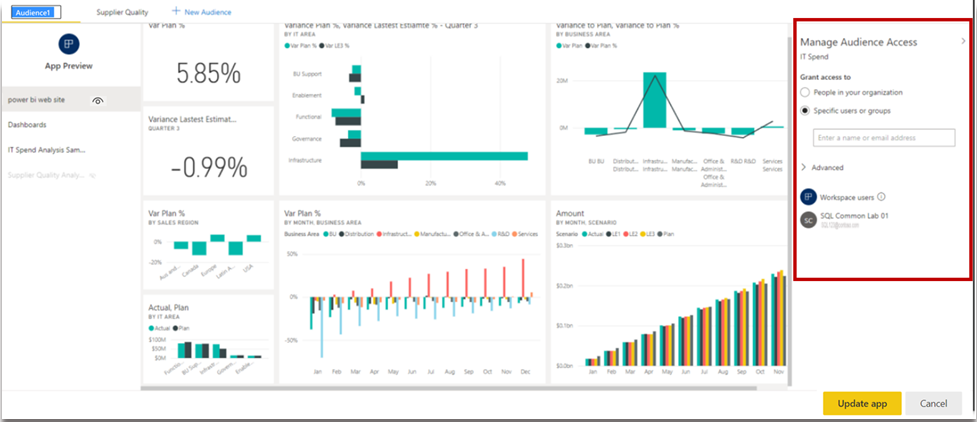 Audience1
Supplier Quality
+ New Audience
App Preview
power bi web site
Dashboards
IT Spend Analysis Sam...
Supplier Quality Analy...
Var Plan %
5.85%
Variance Lastest Estimat...
QUARTER 3
-0.99%
Variance Plan %, Variance Lastest Estiamte % - Quarter 3
BY IT AREA
Var Plan % Var LE3 %
BU Support
Enablement
Functional
Governance
Infrastructure
0% 20% 40%
Variance to Plan, Variance to Plan %
BY BUSINESS AREA
Var Plan Var Plan %
20M
0M
BU BU Distribut... Infrastru... Manufac... Office & R&D R&D Services
Distribut... Infrastru... Manufac... Administ... Services
Office &
Administ...
Var Plan %
BY SALES REGION
0%
-20%
Aus and... Canada Europe Latin A... USA
Actual, Plan
BY IT AREA
Actual Plan
$100M
$50M
$0M
Functio... BU Sup... Infrastr... Govern... Enable...
Var Plan %
BY MONTH, BUSINESS AREA
Business Area BU Distribution Infrastruct... Manufactu... Office & A... R&D Services
50%
0%
-50%
Jan Feb Mar Apr May Jun Jul Aug Sep Oct Nov Dec
Amount
BY MONTH, SCENARIO
Scenario Actual LE1 LE2 LE3 Plan
$0.3bn
$0.2bn
$0.1bn
$0.0bn
Jan Feb Mar Apr May Jun Jul Aug Sep Oct Nov
Manage Audience Access
IT Spend
Grant access to
People in your organization
Specific users or groups
Enter a name or email address
Advanced
Workspace users
SC
SQL Common Lab 01
Update app
Cancel